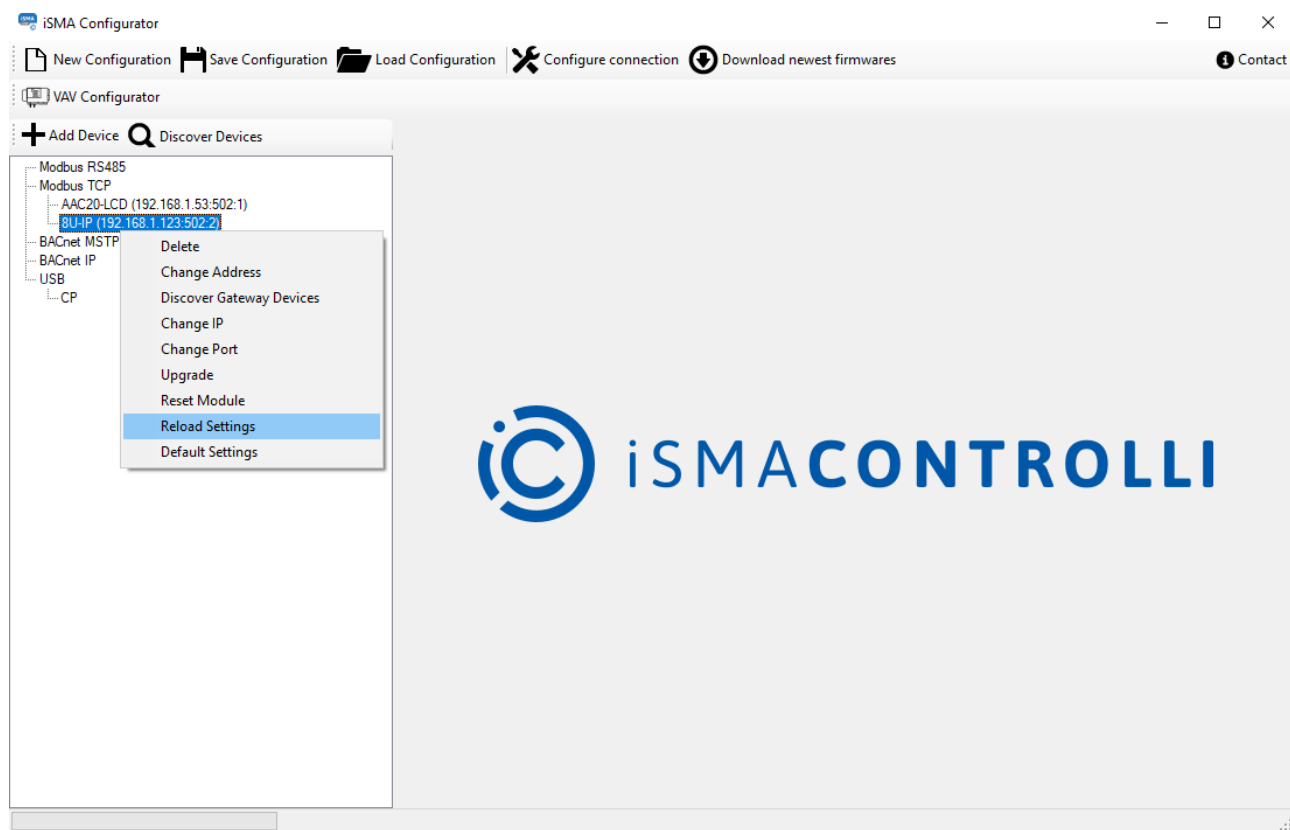 iSMA Configurator
New Configuration Save Configuration Load Configuration Configure connection Download newest firmwares Contact
VAV Configurator
Add Device Discover Devices
Modbus RS485
Modbus TCP
AAC20-LCD (192.168.1.53:502:1)
8U-IP (192.168.1.123:502:2)
BACnet MSTP
BACnet IP
USB
CP
Delete
Change Address
Discover Gateway Devices
Change IP
Change Port
Upgrade
Reset Module
Reload Settings
Default Settings
iSMACONTROLLI